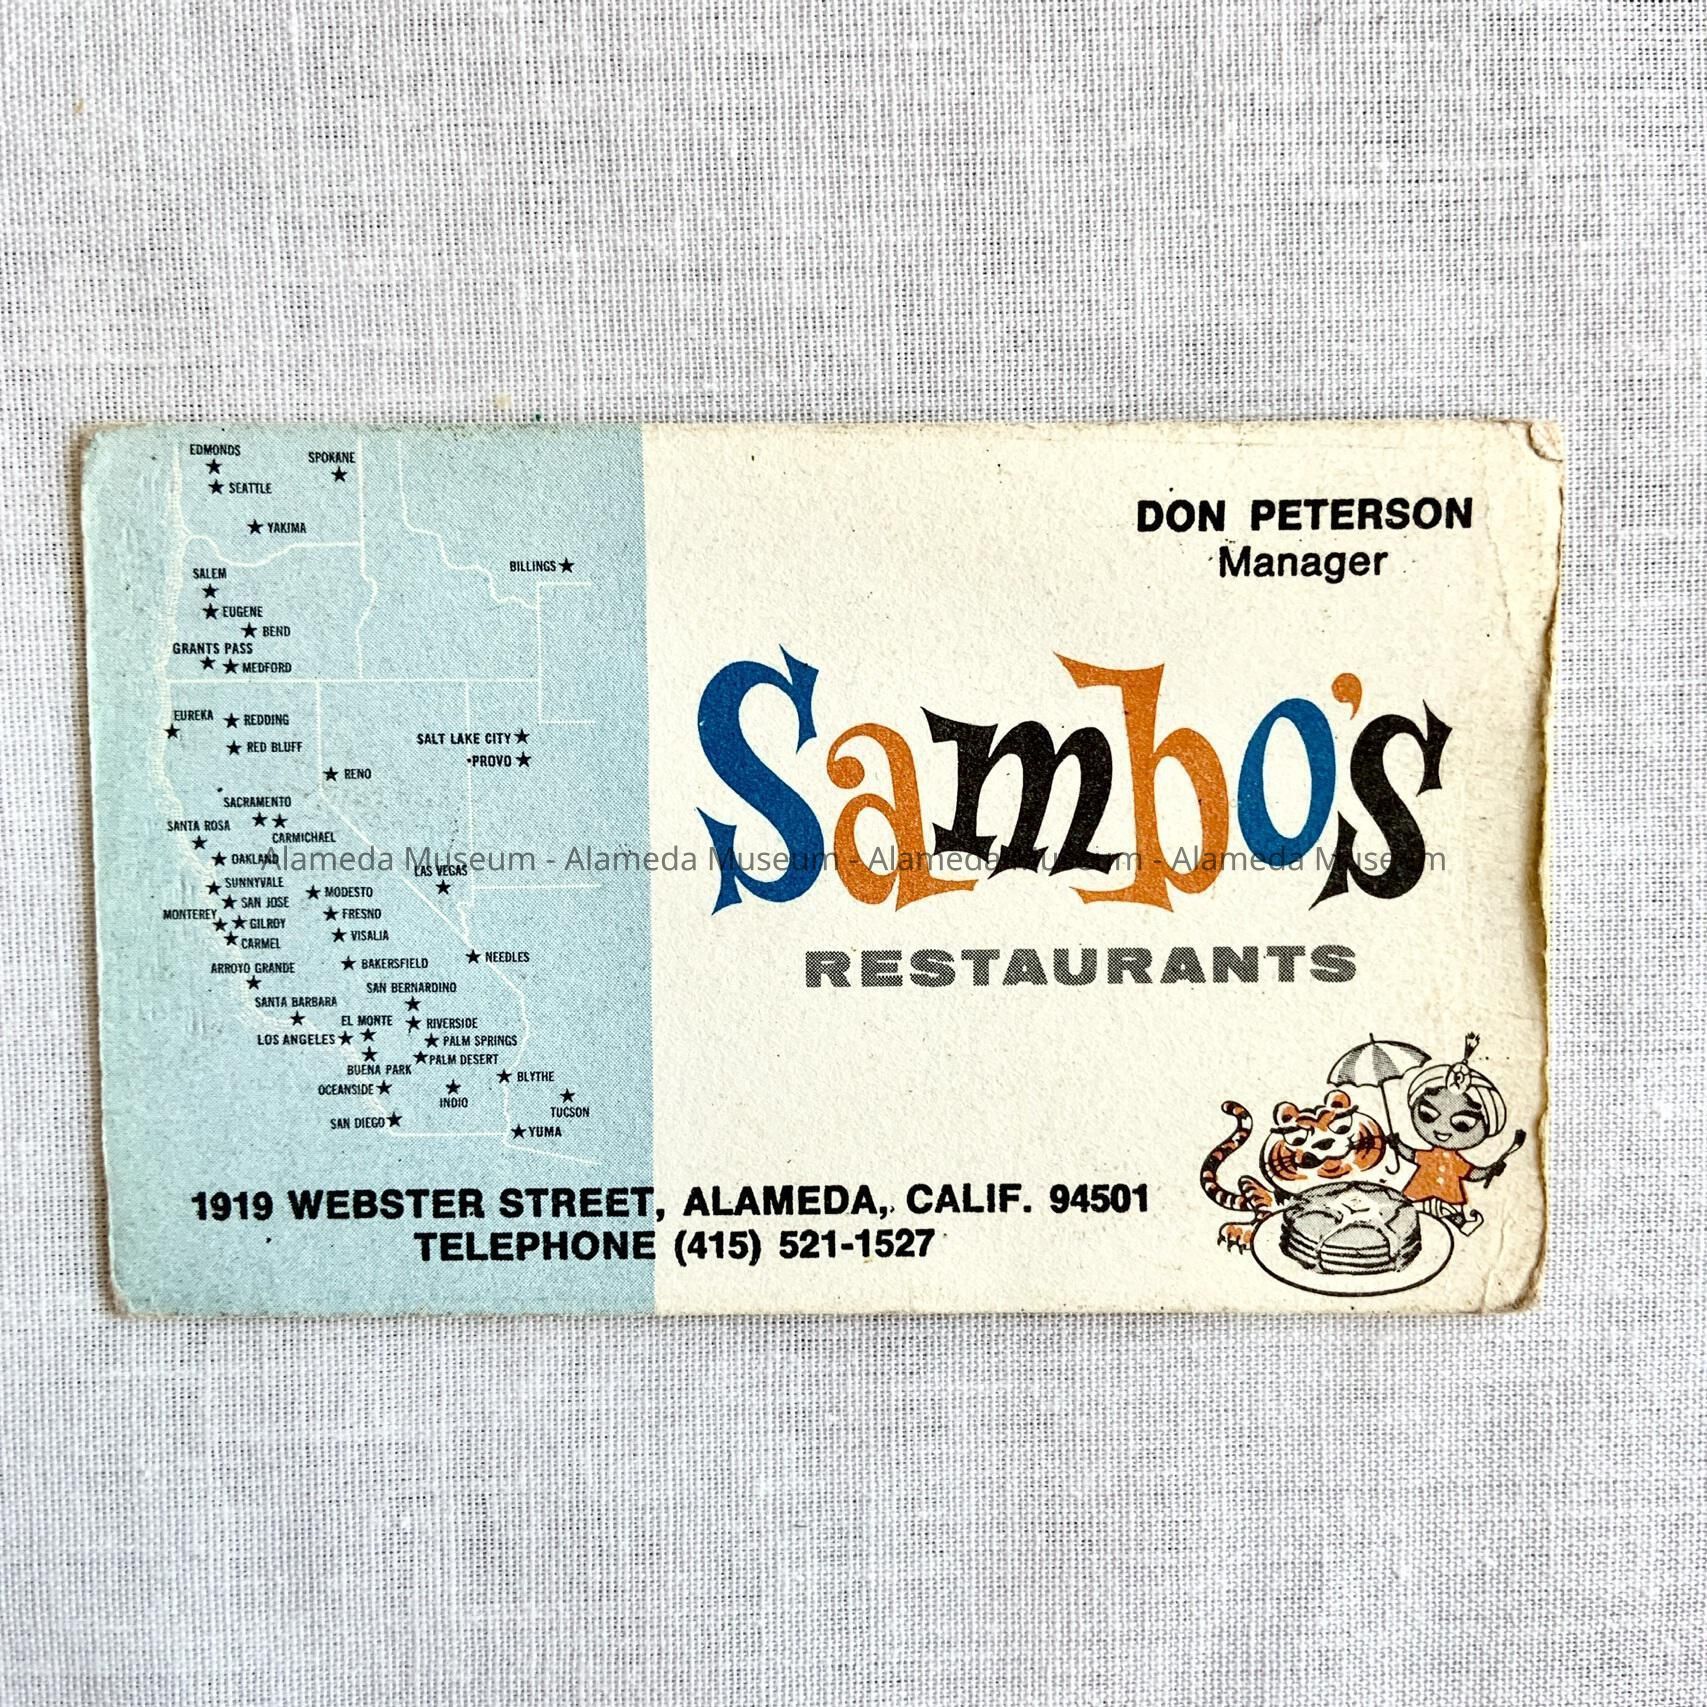 EDMONDS
SPOKANE
SEATTLE
YAKIMA
BILLINGS
SALEM
EUGENE
BEND
GRANTS PASS
MEDFORD
EUREKA
REDDING
RED BLUFF
SALT LAKE CITY
PROVO
RENO
SACRAMENTO
SANTA ROSA
CARMICHAEL
OAKLAND
LAS VEGAS
SUNNYVALE
MODESTO
SAN JOSE
MONTEREY
GILROY
FRESNO
CARMEL
VISALIA
NEEDLES
ARROYO GRANDE
BAKERSFIELD
SAN BERNARDINO
SANTA BARBARA
EL MONTE
RIVERSIDE
LOS ANGELES
PALM SPRINGS
PALM DESERT
BUENA PARK
BLYTHE
OCEANSIDE
INDIO
TUCSON
SAN DIEGO
YUMA
DON PETERSON
Manager
Sambo's
RESTAURANTS
1919 WEBSTER STREET, ALAMEDA, CALIF. 94501
TELEPHONE (415) 521-1527
Alameda Museum - Alameda Museum - Alameda Museum - Alameda Museum